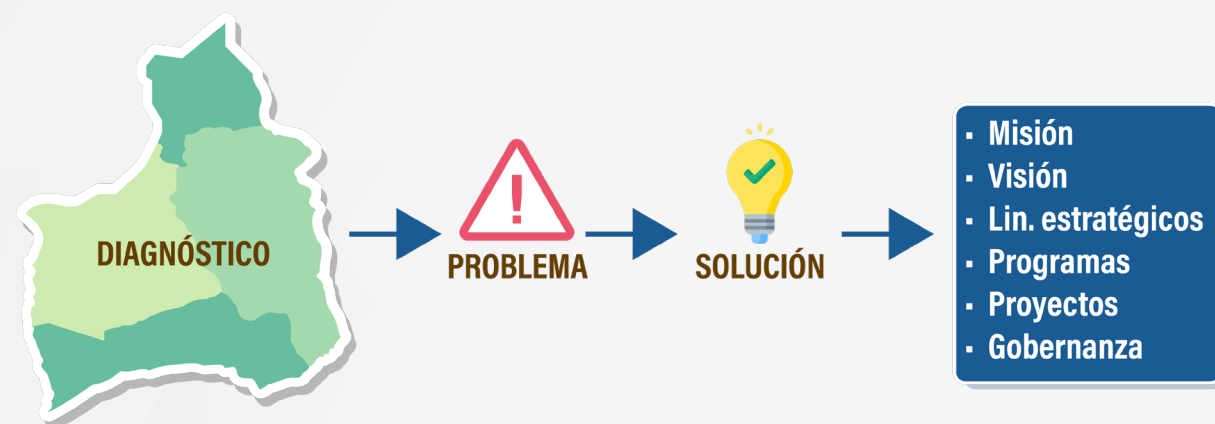 DIAGNÓSTICO
PROBLEMA
SOLUCIÓN
▪ Misión
▪ Visión
▪ Lin. estratégicos
▪ Programas
▪ Proyectos
▪ Gobernanza